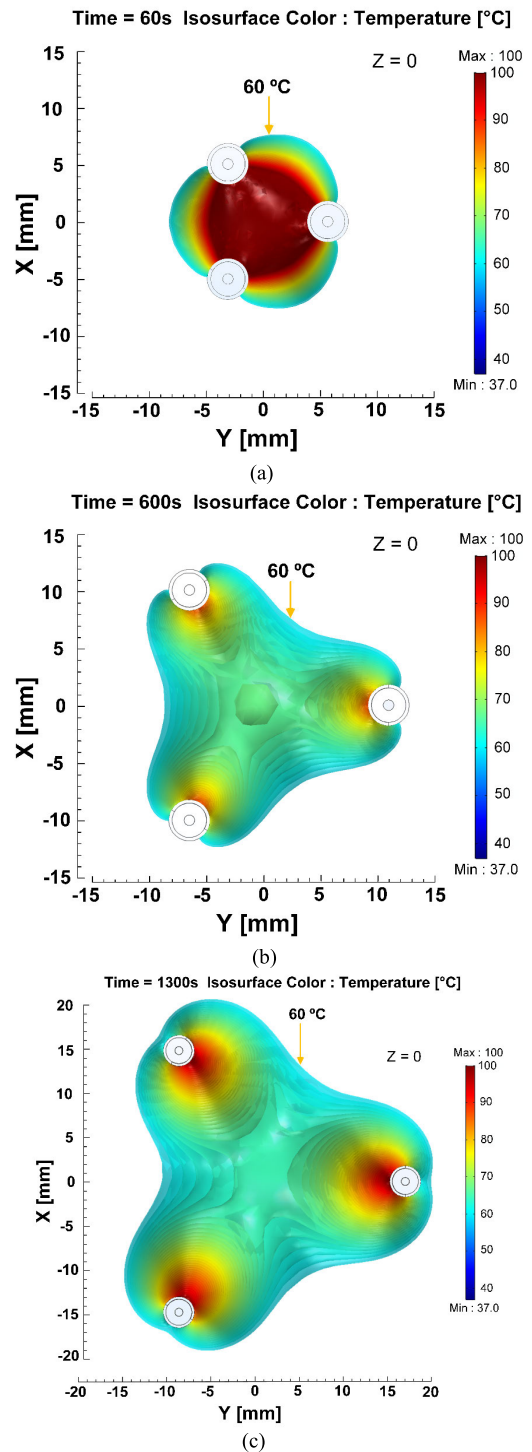 Time = 60s  Isosurface Color : Temperature [°C]
Z = 0
Max : 100
60 ºC
15
10
5
0
-5
-10
-15
X [mm]
100
90
80
70
60
50
40
Min : 37.0
-15
-10
-5
0
5
10
15
Y [mm]
(a)
Time = 600s  Isosurface Color : Temperature [°C]
Z = 0
Max : 100
60 ºC
15
10
5
0
-5
-10
-15
X [mm]
100
90
80
70
60
50
40
Min : 37.0
-15
-10
-5
0
5
10
15
Y [mm]
(b)
Time = 1300s  Isosurface Color : Temperature [°C]
60 ºC
Z = 0
Max : 100
20
15
10
5
0
-5
-10
-15
-20
X [mm]
100
90
80
70
60
50
40
Min : 37.0
-20
-15
-10
-5
0
5
10
15
20
Y [mm]
(c)